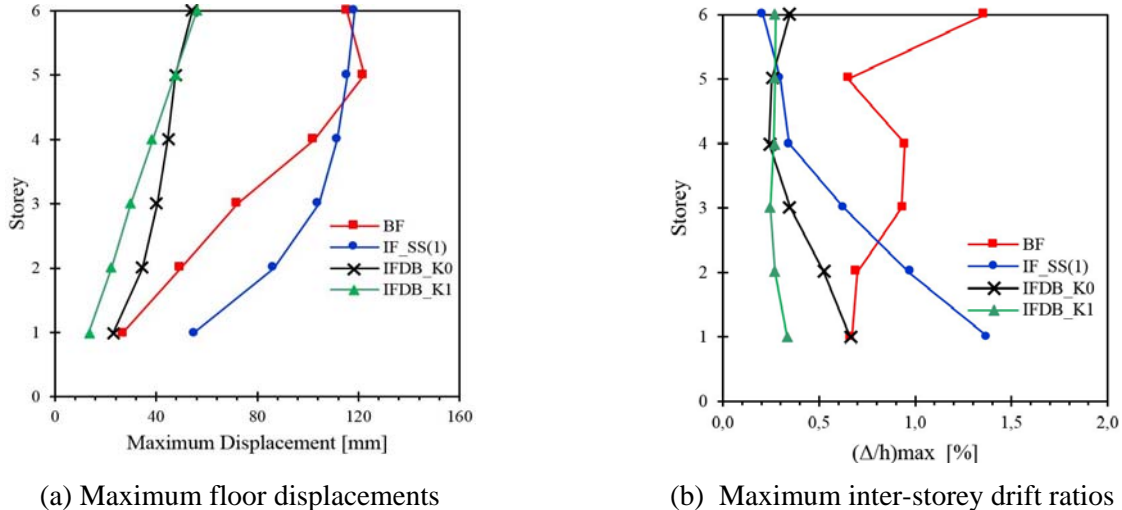 6
5
4
3
2
1
0
Storey
BF
IF_SS(1)
IFDB_K0
IFDB_K1
0 40 80 120 160
Maximum Displacement [mm]
(a) Maximum floor displacements
6
5
4
3
2
1
0
Storey
BF
IF_SS(1)
IFDB_K0
IFDB_K1
0,0 0,5 1,0 1,5 2,0
(Δ/h)max [%]
(b) Maximum inter-storey drift ratios